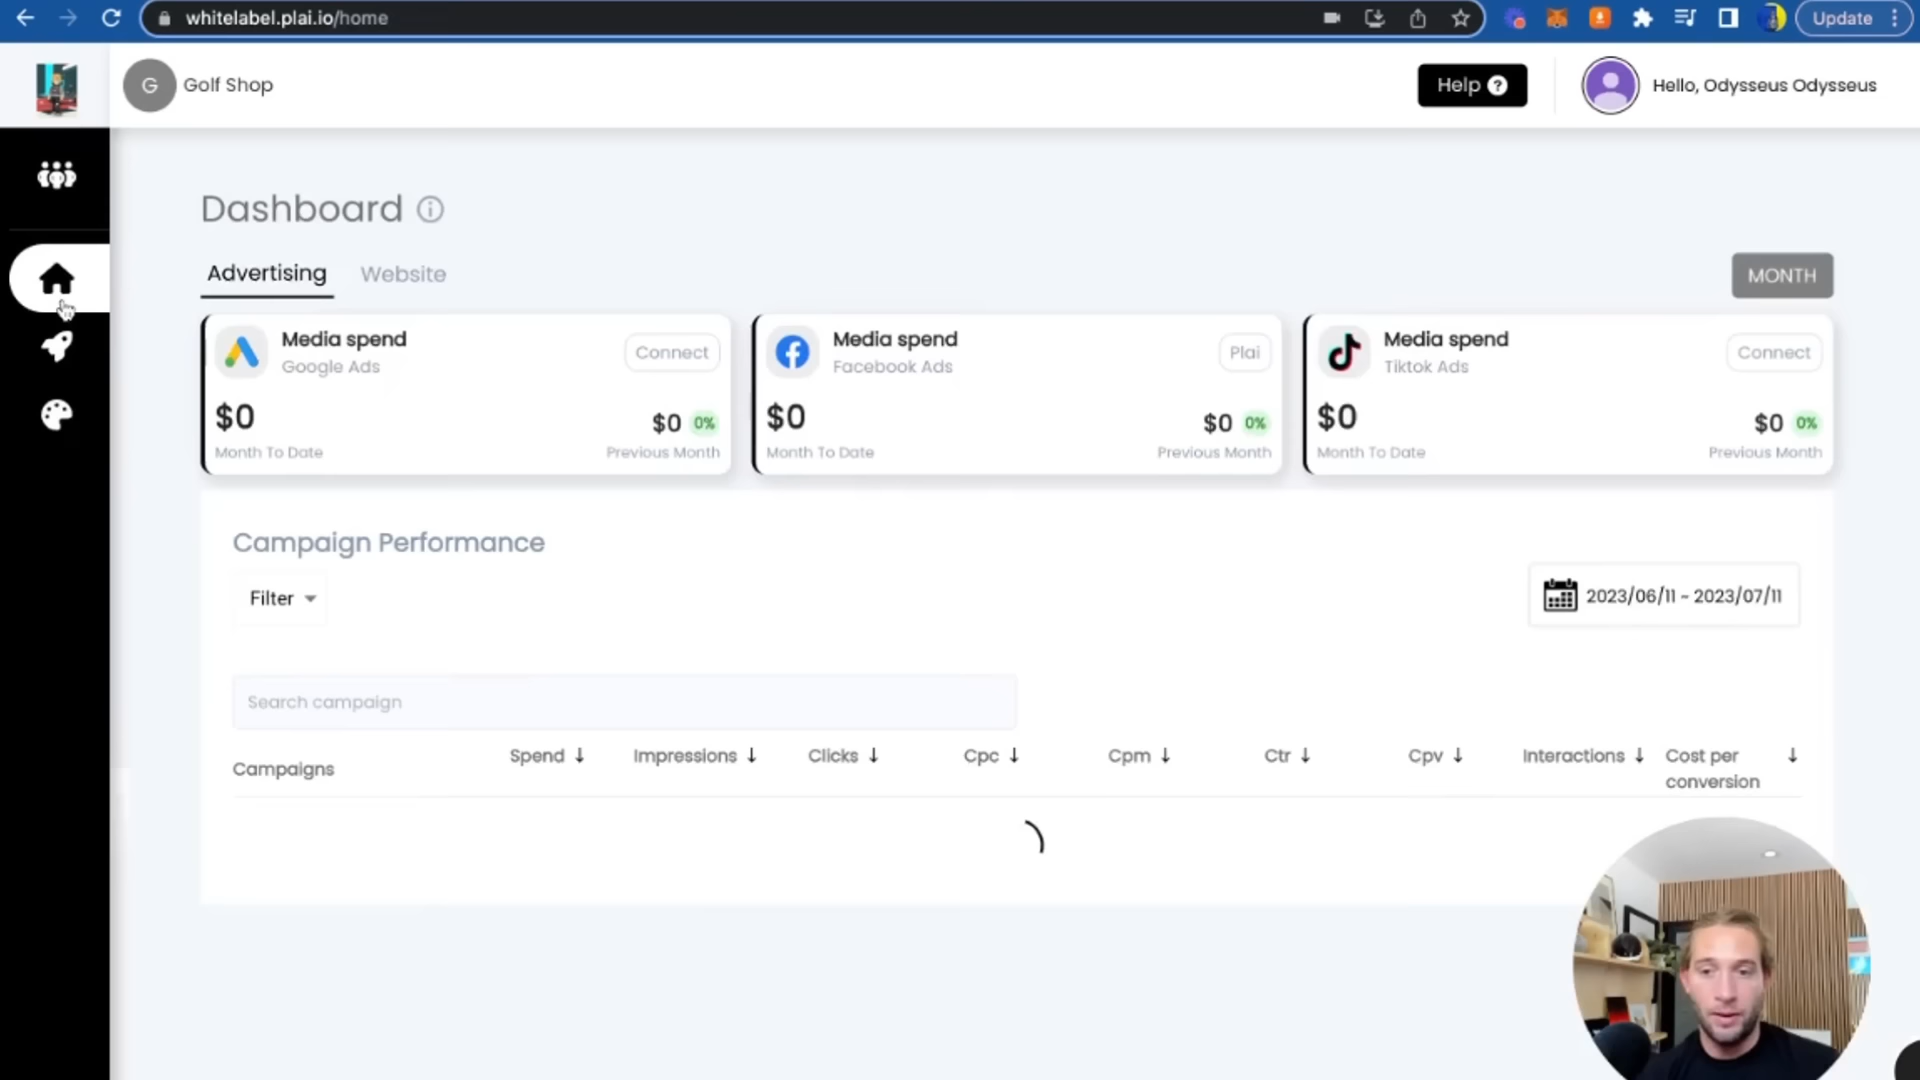 whitelabel.plai.io/home
Update
G
Golf Shop
Help ?
Hello, Odysseus Odysseus
Dashboard
Advertising
Website
MONTH
Media spend
Google Ads
Connect
$0
$0 0%
Month To Date
Previous Month
Media spend
Facebook Ads
Plai
$0
$0 0%
Month To Date
Previous Month
Media spend
Tiktok Ads
Connect
$0
$0 0%
Month To Date
Previous Month
Campaign Performance
Filter
2023/06/11 ~ 2023/07/11
Search campaign
Campaigns
Spend ↓
Impressions ↓
Clicks ↓
Cpc ↓
Cpm ↓
Ctr ↓
Cpv ↓
Interactions ↓
Cost per
conversion ↓